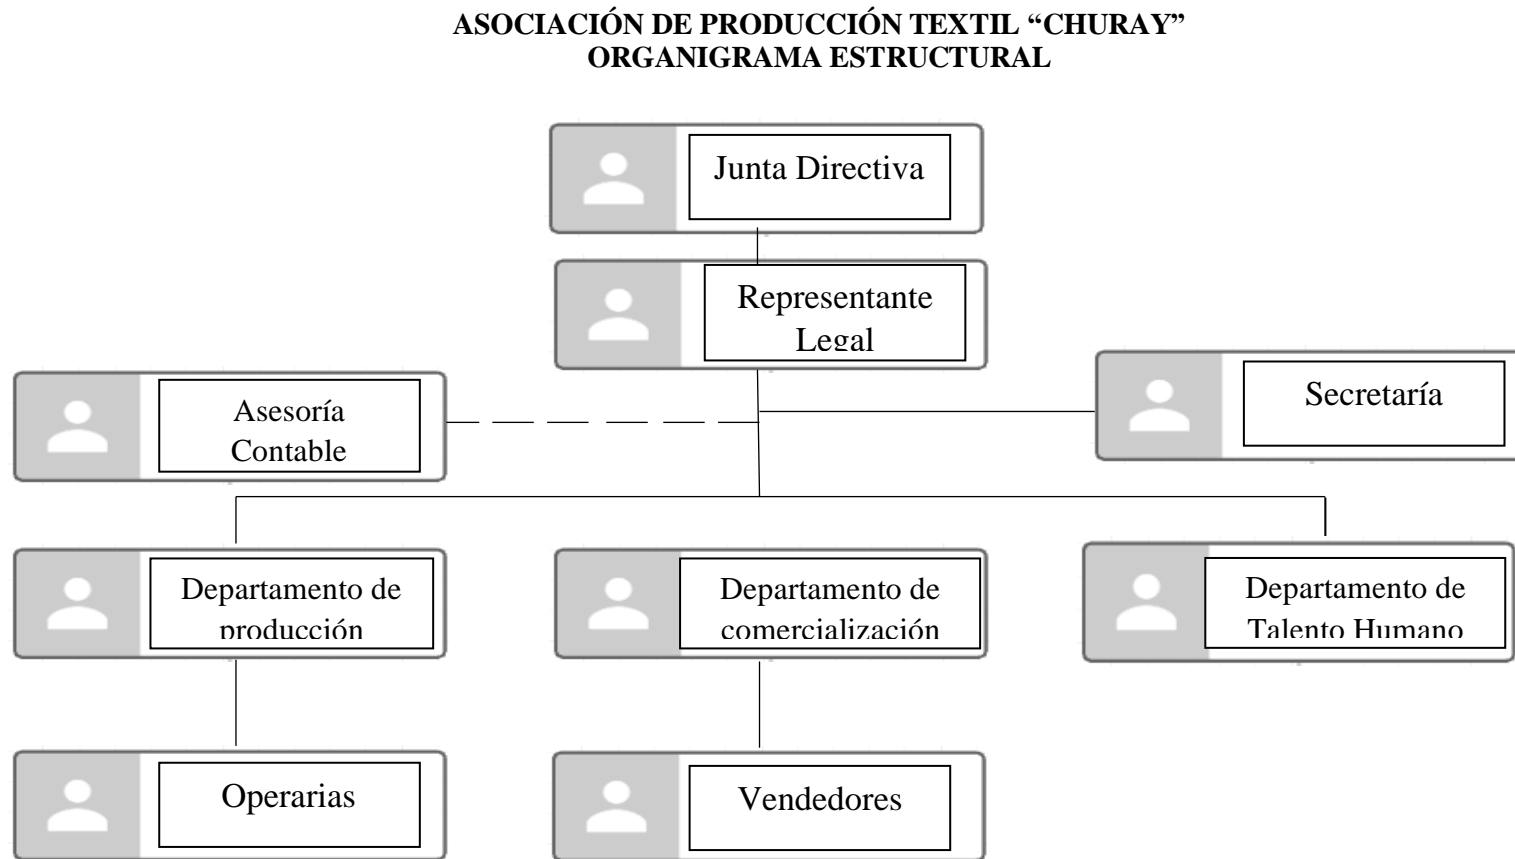 ASOCIACIÓN DE PRODUCCIÓN TEXTIL “CHURAY”
ORGANIGRAMA ESTRUCTURAL
Junta Directiva
Representante
Legal
Asesoría
Contable
Secretaría
Departamento de
producción
Departamento de
comercialización
Departamento de
Talento Humano
Operarias
Vendedores